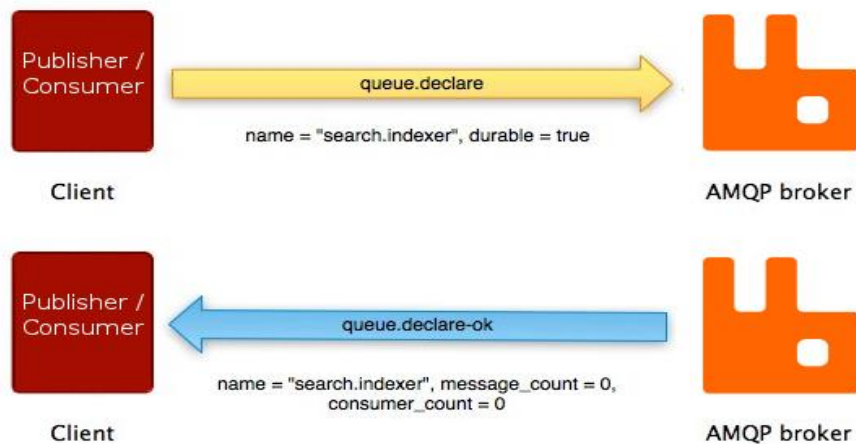 Publisher /
Consumer
queue.declare
name = "search.indexer", durable = true
Client
AMQP broker
Publisher /
Consumer
queue.declare-ok
name = "search.indexer", message_count = 0,
consumer_count = 0
Client
AMQP broker